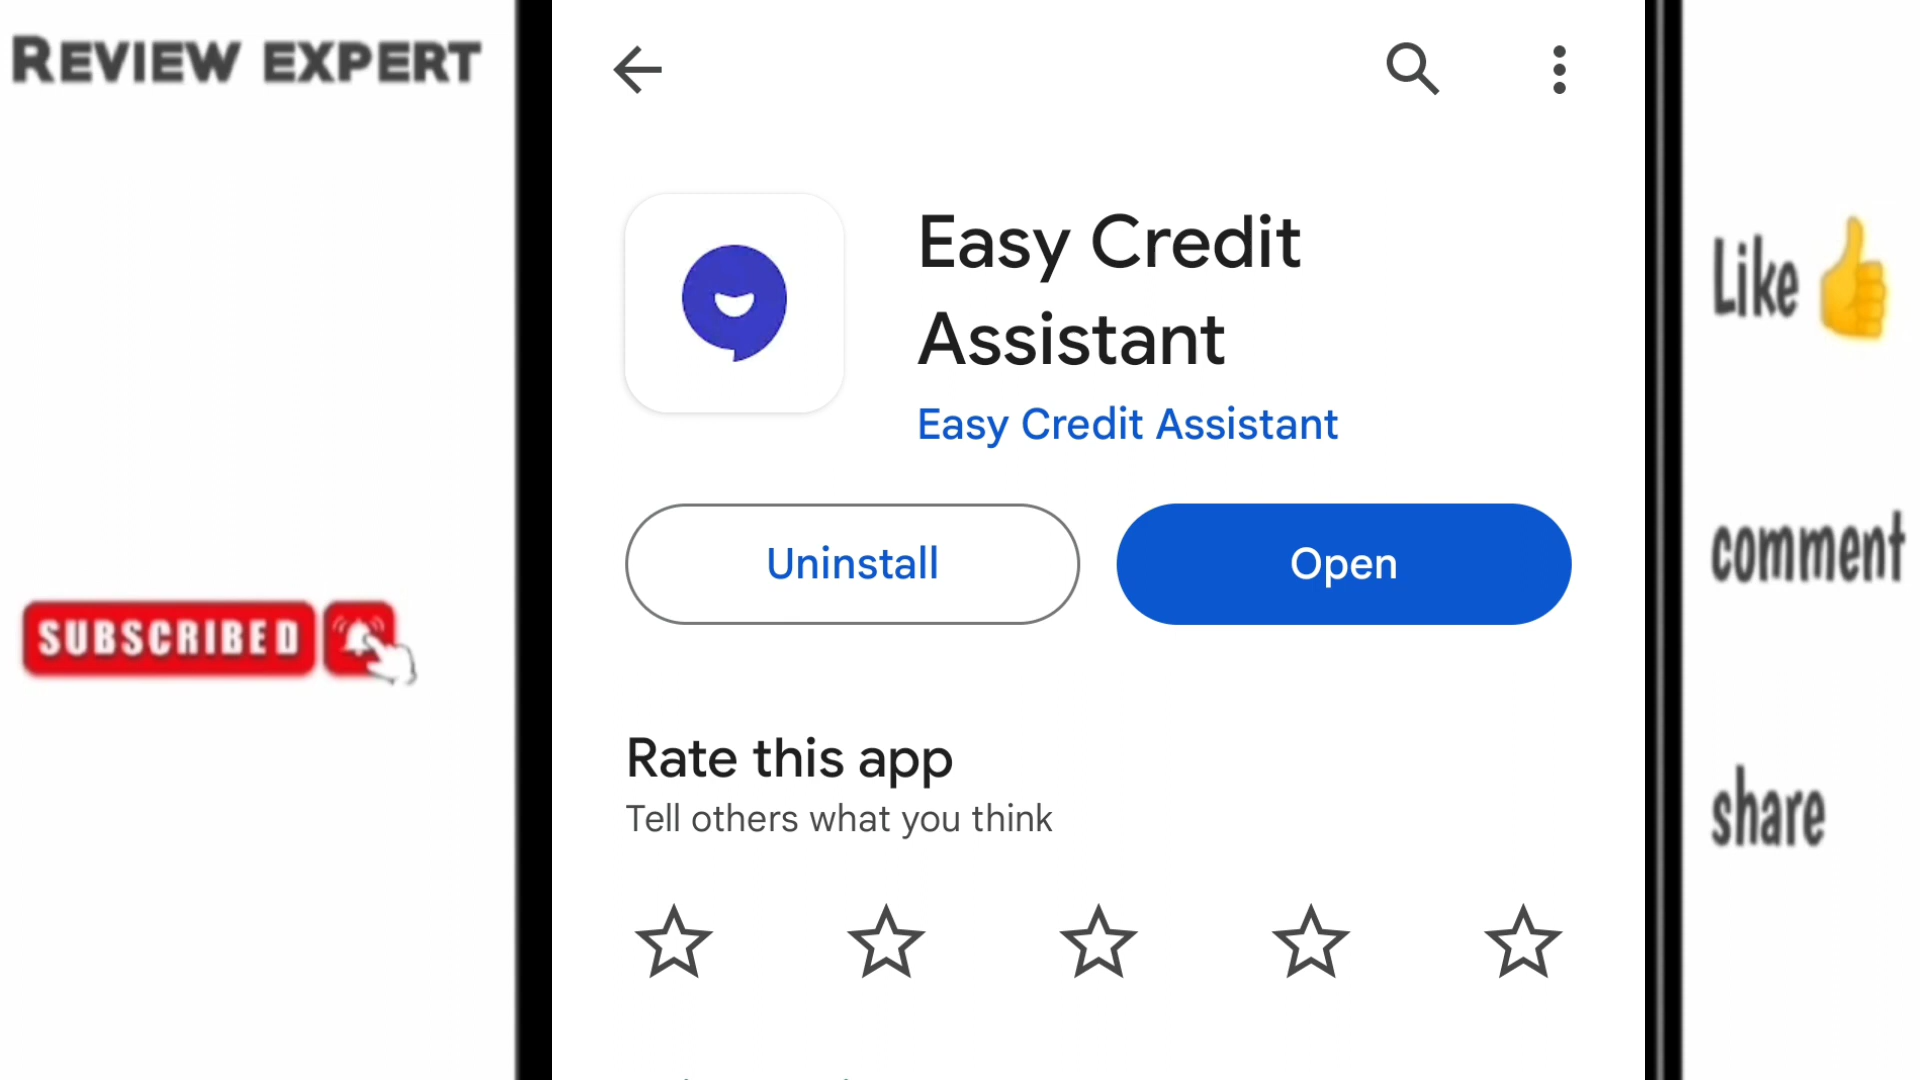 REVIEW EXPERT
SUBSCRIBED
Easy Credit
Assistant
Easy Credit Assistant
Uninstall
Open
Rate this app
Tell others what you think
Like
comment
share